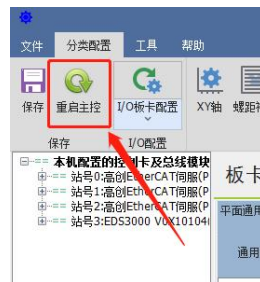 文件 分类配置 工具 帮助
保存 重启主控 I/O板卡配置 XY轴 螺距补
保存 I/O配置
本机配置的控制卡及总线模块
站号0:高创EtherCAT伺服(P
站号1:高创EtherCAT伺服(P
站号2:高创EtherCAT伺服(P
站号3:EDS3000 V0X10104(
板卡
平面通用
通用